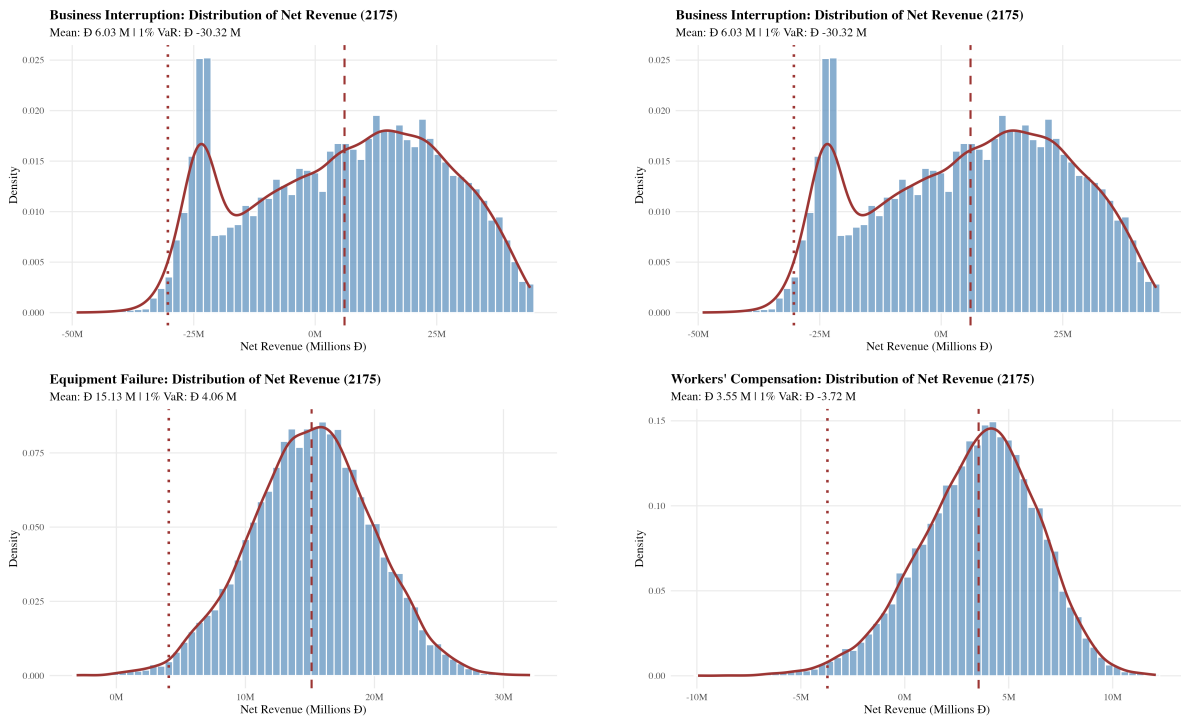 Business Interruption: Distribution of Net Revenue (2175)
Mean: Đ 6.03 M | 1% VaR: Đ -30.32 M
Density
0.025
0.020
0.015
0.010
0.005
0.000
-50M
-25M
0M
25M
Net Revenue (Millions Đ)
Business Interruption: Distribution of Net Revenue (2175)
Mean: Đ 6.03 M | 1% VaR: Đ -30.32 M
Density
0.025
0.020
0.015
0.010
0.005
0.000
-50M
-25M
0M
25M
Net Revenue (Millions Đ)
Equipment Failure: Distribution of Net Revenue (2175)
Mean: Đ 15.13 M | 1% VaR: Đ 4.06 M
Density
0.075
0.050
0.025
0.000
0M
10M
20M
30M
Net Revenue (Millions Đ)
Workers' Compensation: Distribution of Net Revenue (2175)
Mean: Đ 3.55 M | 1% VaR: Đ -3.72 M
Density
0.15
0.10
0.05
0.00
-10M
-5M
0M
5M
10M
Net Revenue (Millions Đ)